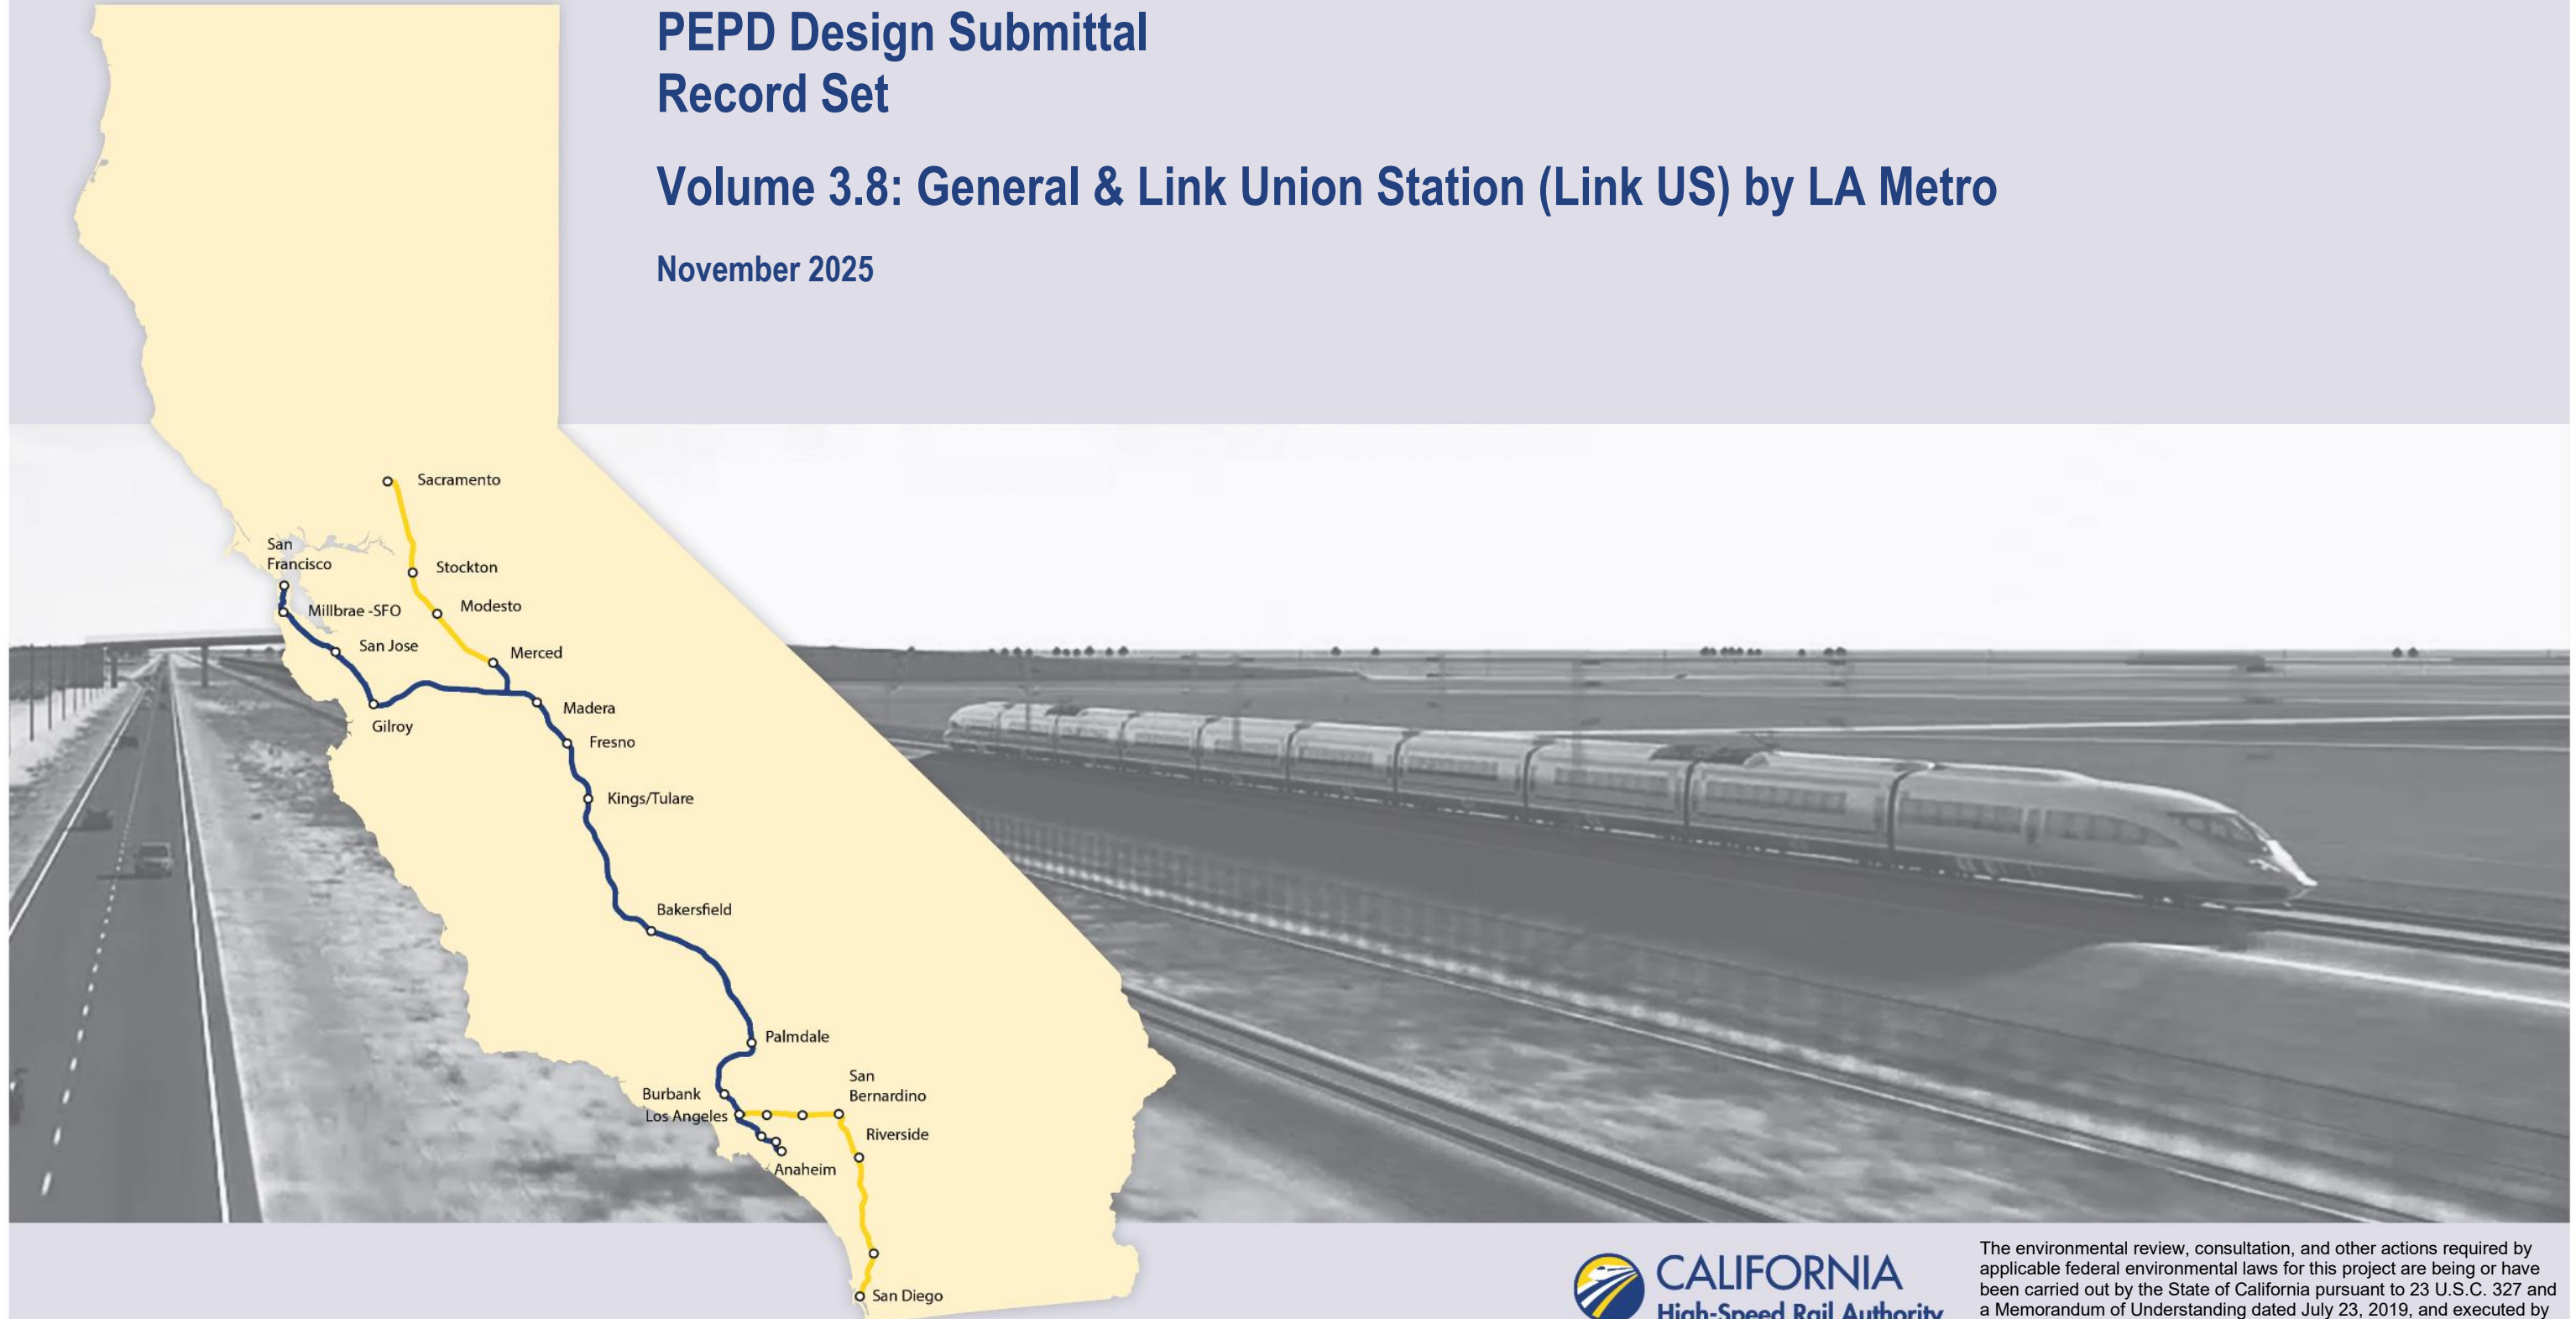 PEPD Design Submittal
Record Set
Volume 3.8: General & Link Union Station (Link US) by LA Metro
November 2025
Sacramento
San
Francisco
Stockton
Millbrae -SFO
Modesto
San Jose
Merced
Gilroy
Madera
Fresno
Kings/Tulare
Bakersfield
Palmdale
Burbank
San
Bernardino
Los Angeles
Riverside
Anaheim
San Diego
CALIFORNIA
High-Speed Rail Authority
The environmental review, consultation, and other actions required by
applicable federal environmental laws for this project are being or have
been carried out by the State of California pursuant to 23 U.S.C. 327 and
a Memorandum of Understanding dated July 23, 2019, and executed by